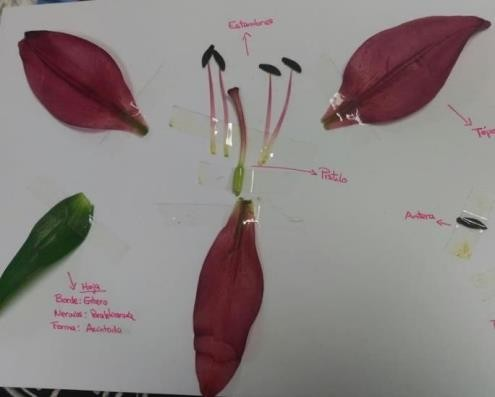 Estambres
Pistilo
Antera
Hoja
Borde: Entero
Nervios: Paralelinervada
Forma: Acintada